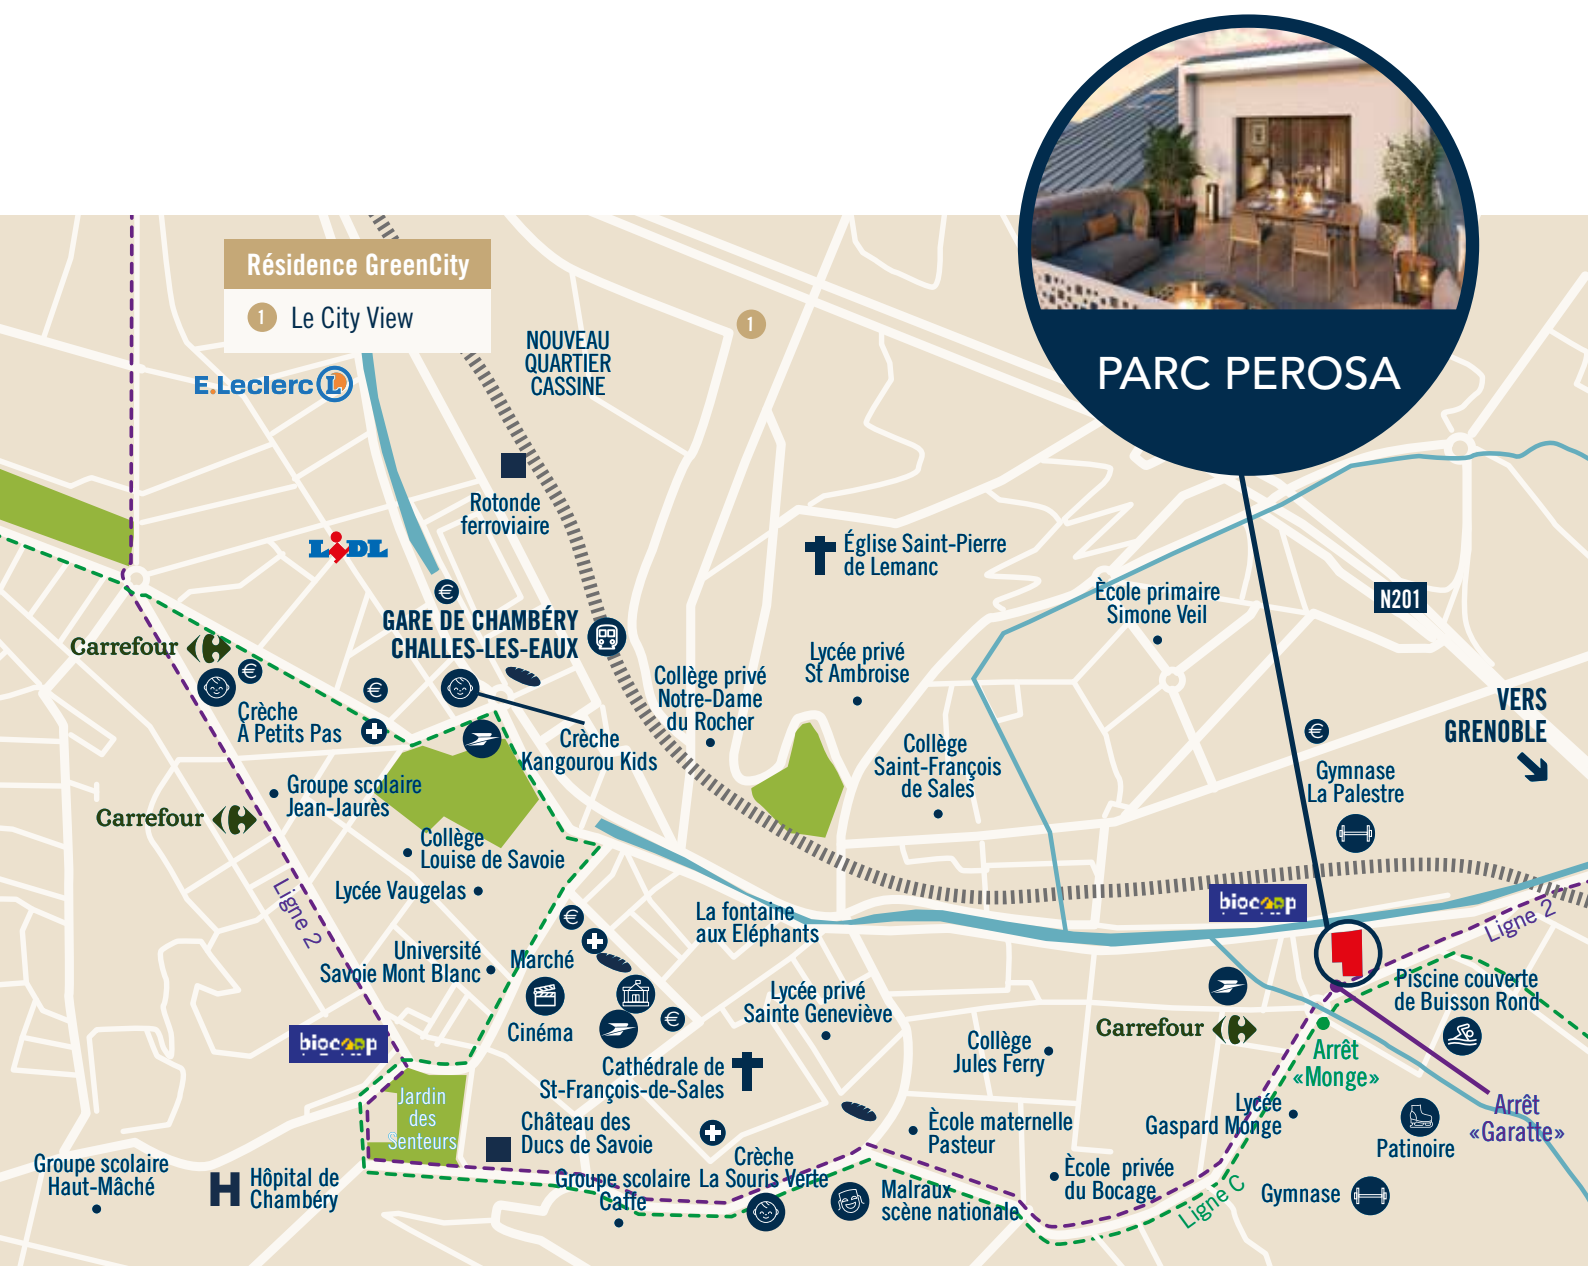 PARC PEROSA
Résidence GreenCity
1 Le City View
NOUVEAU
QUARTIER
CASSINE
1
E.Leclerc L
Rotonde
ferroviaire
LIDL
Église Saint-Pierre
de Lemanc
Ècole primaire
Simone Veil
N201
€
GARE DE CHAMBÉRY
CHALLES-LES-EAUX
Carrefour
€
€
Crèche
À Petits Pas
Crèche
Kangourou Kids
Collège privé
Notre-Dame
du Rocher
Lycée privé
St Ambroise
Collège
Saint-François
de Sales
VERS
GRENOBLE
€
Gymnase
La Palestre
Groupe scolaire
Jean-Jaurès
Carrefour
Collège
Louise de Savoie
Lycée Vaugelas
Ligne 2
Université
Savoie Mont Blanc
€
Marché
Cinéma
€
La fontaine
aux Eléphants
biocoop
Ligne 2
Lycée privé
Sainte Geneviève
Piscine couverte
de Buisson Rond
Carrefour
Collège
Jules Ferry
Arrêt
«Monge»
biocoop
Cathédrale de
St-François-de-Sales
Jardin
des
Senteurs
Château des
Ducs de Savoie
Ècole maternelle
Pasteur
Lycée
Gaspard Monge
Arrêt
«Garatte»
Patinoire
Groupe scolaire
Haut-Mâché
H Hôpital de
Chambéry
Groupe scolaire
Caffe
Crèche
La Souris Verte
Malraux
scène nationale
Ècole privée
du Bocage
Ligne C
Gymnase